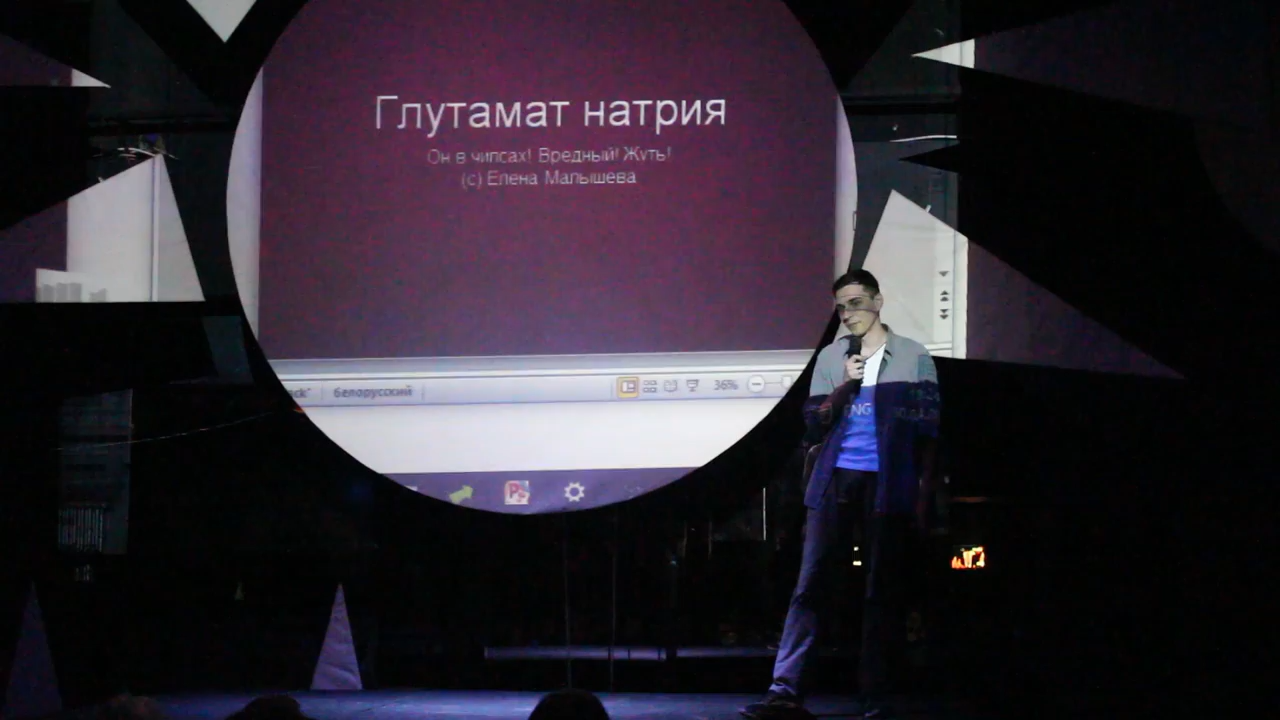 Глутамат натрия
Он в чипсах! Вредный! Жуть!
(с) Елена Малышева
белорусский
36%